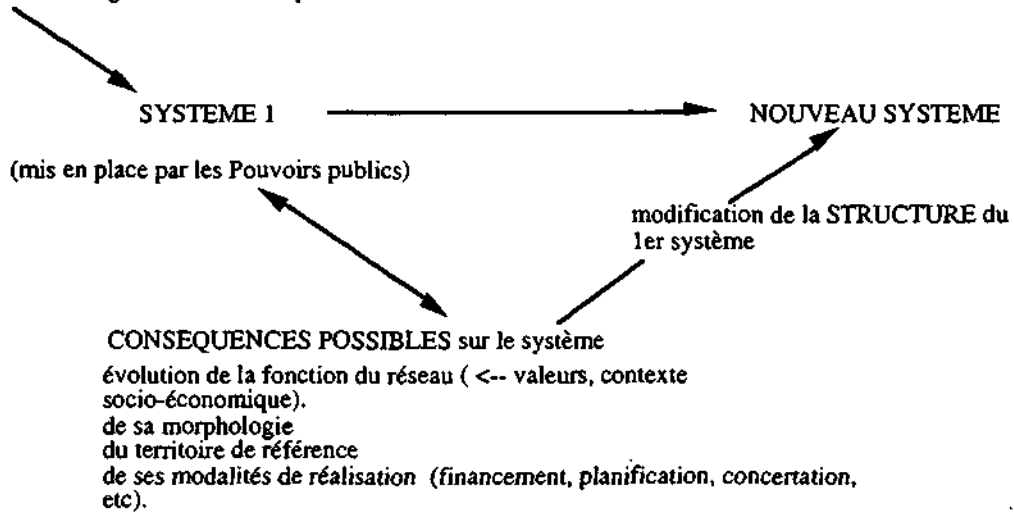 SYSTEME 1
NOUVEAU SYSTEME
(mis en place par les Pouvoirs publics)
modification de la STRUCTURE du
1er système
CONSEQUENCES POSSIBLES sur le système
évolution de la fonction du réseau ( <-- valeurs, contexte
socio-économique).
de sa morphologie
du territoire de référence
de ses modalités de réalisation (financement, planification, concertation,
etc).